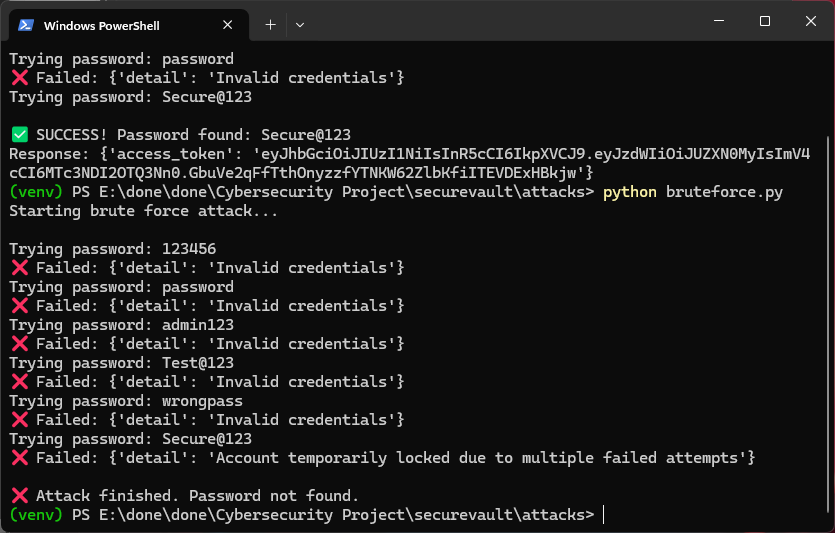 Windows PowerShell
Trying password: password
❌ Failed: {'detail': 'Invalid credentials'}
Trying password: Secure@123
✅ SUCCESS! Password found: Secure@123
Response: {'access_token': 'eyJhbGciOiJIUzI1NiIsInR5cCI6IkpXVCJ9.eyJzdWIiOiJUZXN0MyIsImV4
cCI6MTc3NDI2OTQ3Nn0.GbuVe2qFfTthOnyzzfYTNKW62ZlbKfiITEVDExHBkjw'}
(venv) PS E:\done\done\Cybersecurity Project\securevault\attacks> python bruteforce.py
Starting brute force attack...
Trying password: 123456
❌ Failed: {'detail': 'Invalid credentials'}
Trying password: password
❌ Failed: {'detail': 'Invalid credentials'}
Trying password: admin123
❌ Failed: {'detail': 'Invalid credentials'}
Trying password: Test@123
❌ Failed: {'detail': 'Invalid credentials'}
Trying password: wrongpass
❌ Failed: {'detail': 'Invalid credentials'}
Trying password: Secure@123
❌ Failed: {'detail': 'Account temporarily locked due to multiple failed attempts'}
❌ Attack finished. Password not found.
(venv) PS E:\done\done\Cybersecurity Project\securevault\attacks>